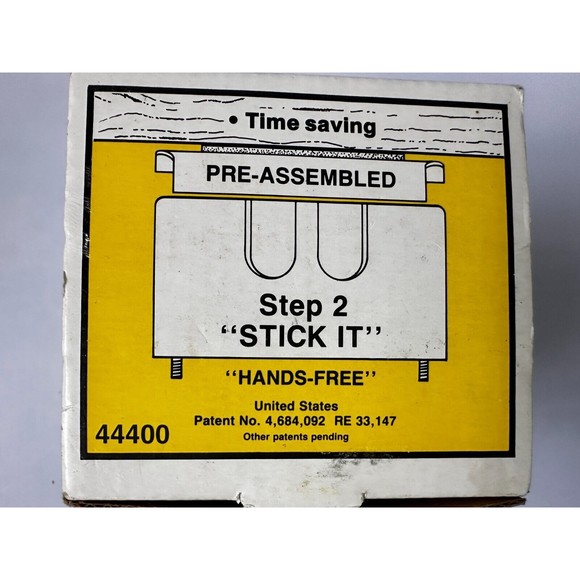 • Time saving
PRE-ASSEMBLED
Step 2
"STICK IT"
"HANDS-FREE"
United States
Patent No. 4,684,092 RE 33,147
44400
Other patents pending